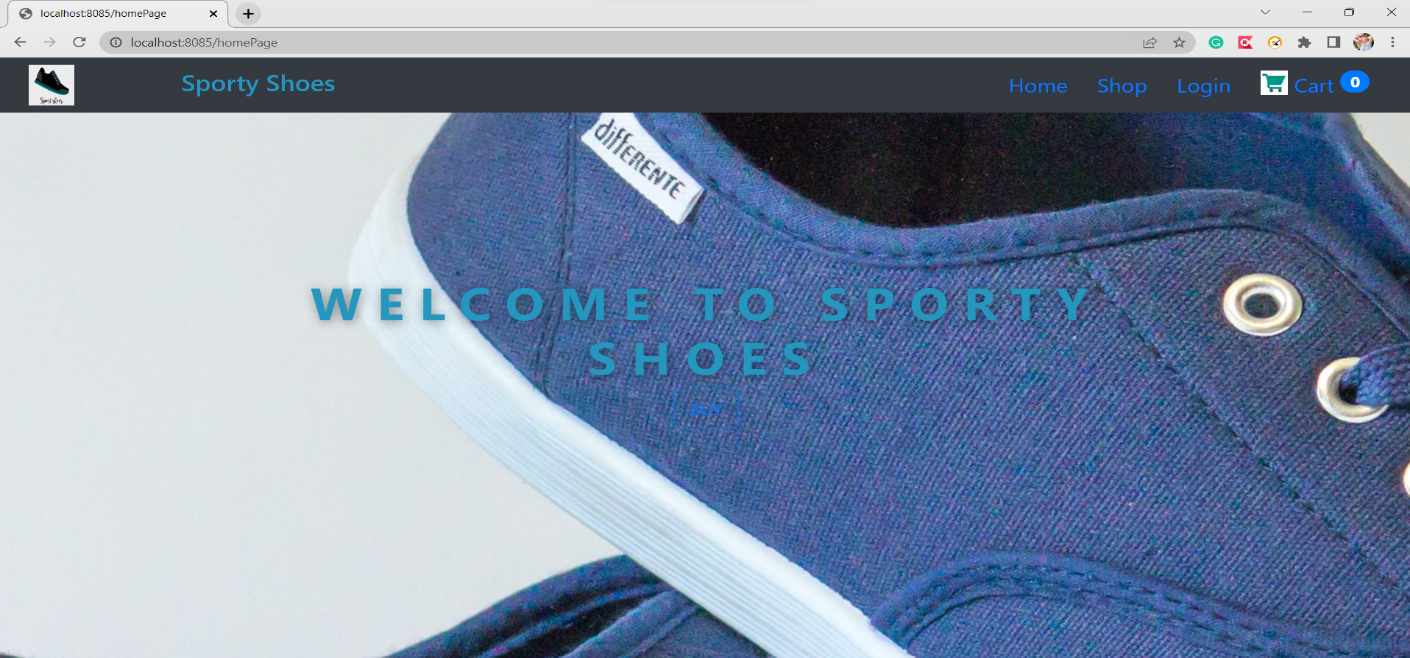 localhost:8085/homePage
localhost:8085/homePage
Sporty Shoes
Home Shop Login Cart 0
diffERENTE
WELCOME TO SPORTY
SHOES
BUY